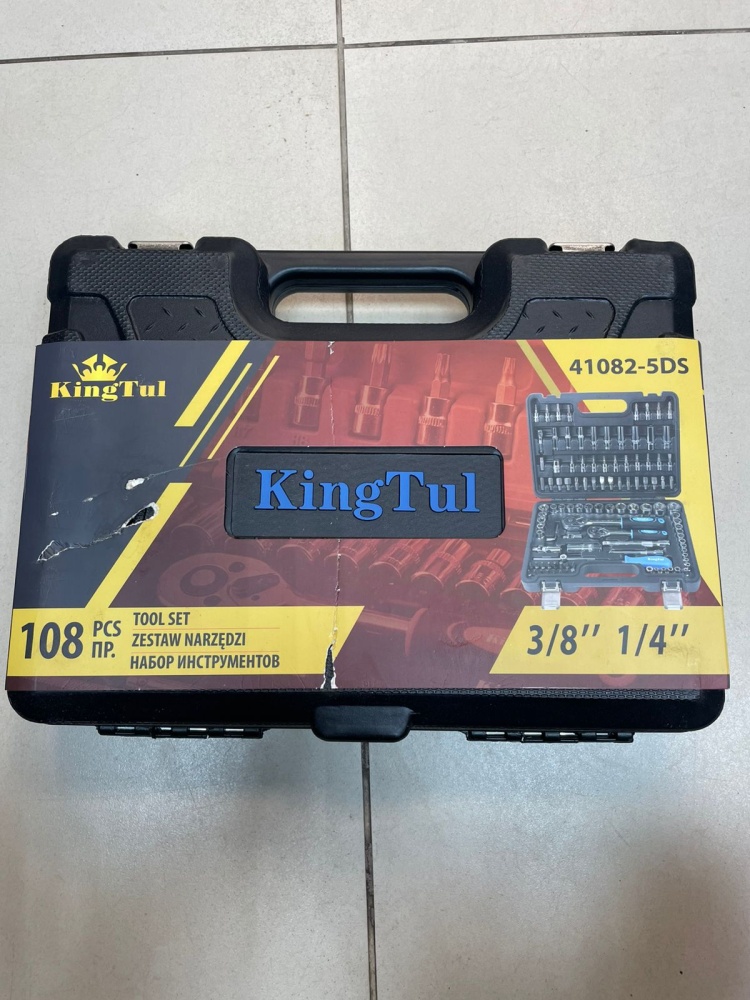 KingTul
41082-5DS
KingTul
108 PCS
ПР.
TOOL SET
ZESTAW NARZĘDZI
НАБОР ИНСТРУМЕНТОВ
3/8’’ 1/4’’